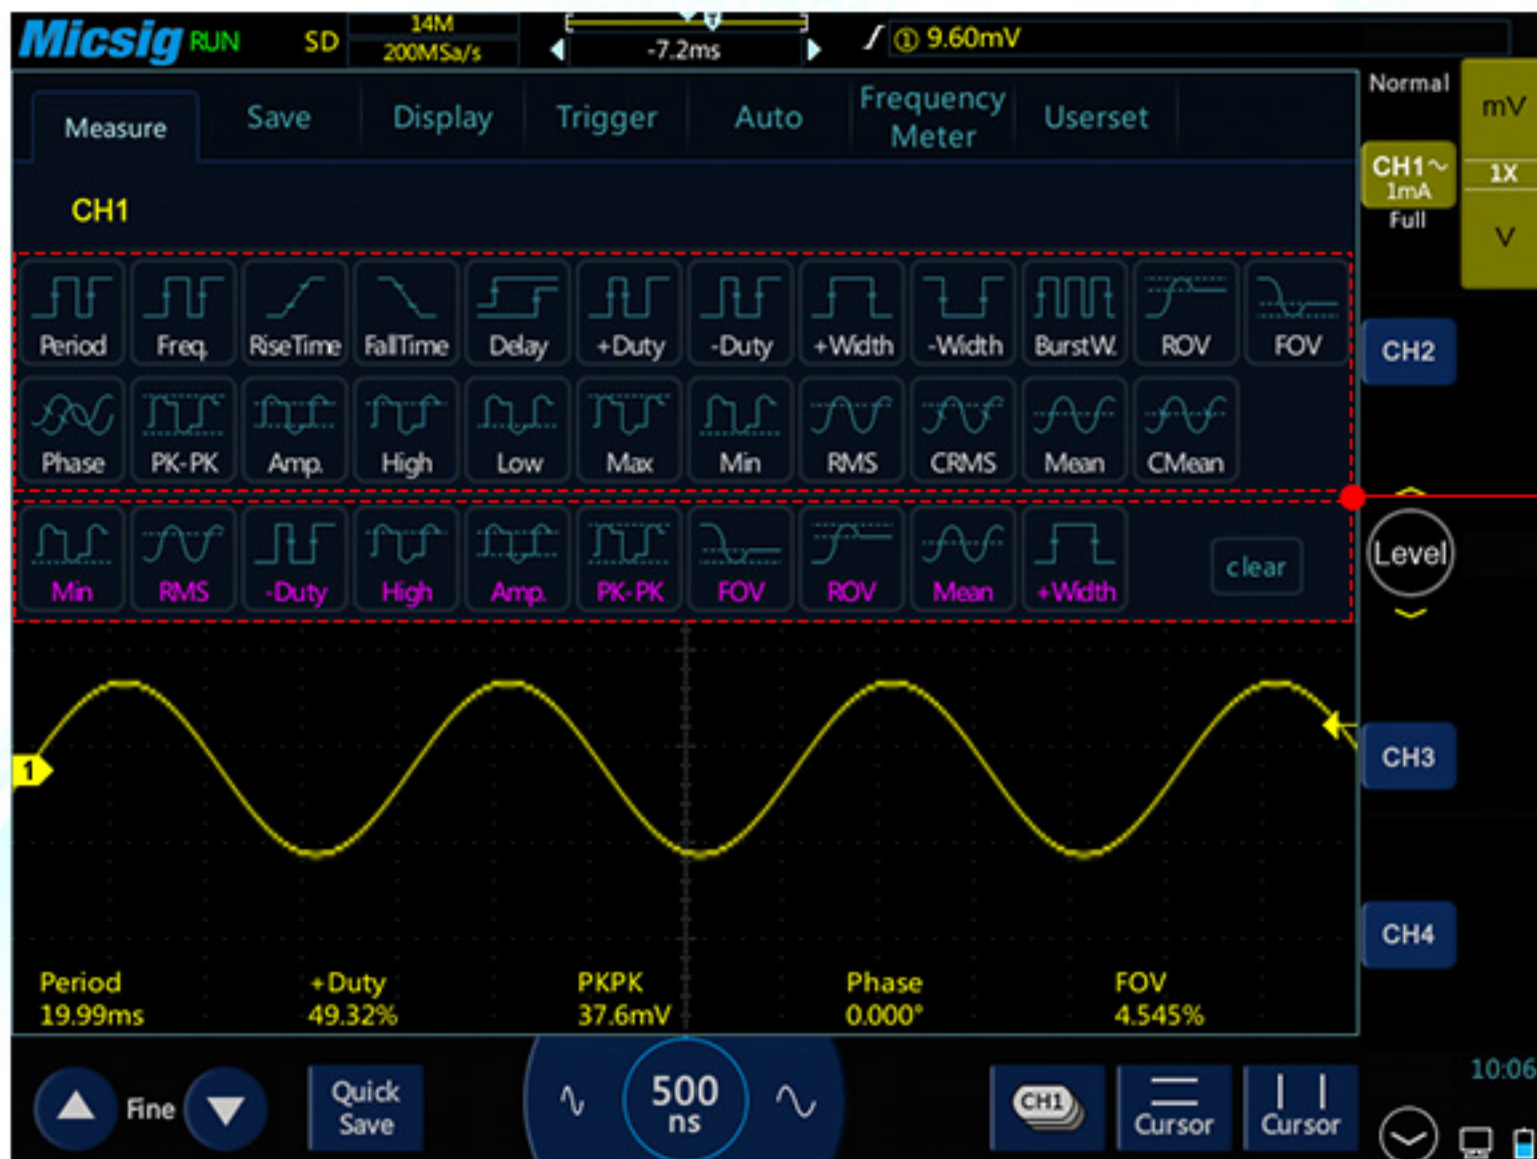 Micsig RUN SD 14M 200MSa/s -7.2ms T ① 9.60mV
Measure Save Display Trigger Auto Frequency Meter Userset
Normal
mV
CH1~ 1mA
1X
Full
V
CH1
Period Freq. RiseTime FallTime Delay +Duty -Duty +Width -Width BurstW. ROV FOV
CH2
Phase PK-PK Amp. High Low Max Min RMS CRMS Mean CMean
Min RMS -Duty High Amp. PK-PK FOV ROV Mean +Width clear
Level
1
CH3
CH4
Period +Duty PKPK Phase FOV
19.99ms 49.32% 37.6mV 0.000° 4.545%
Fine
Quick Save
500 ns
CH1
Cursor
Cursor
10:06